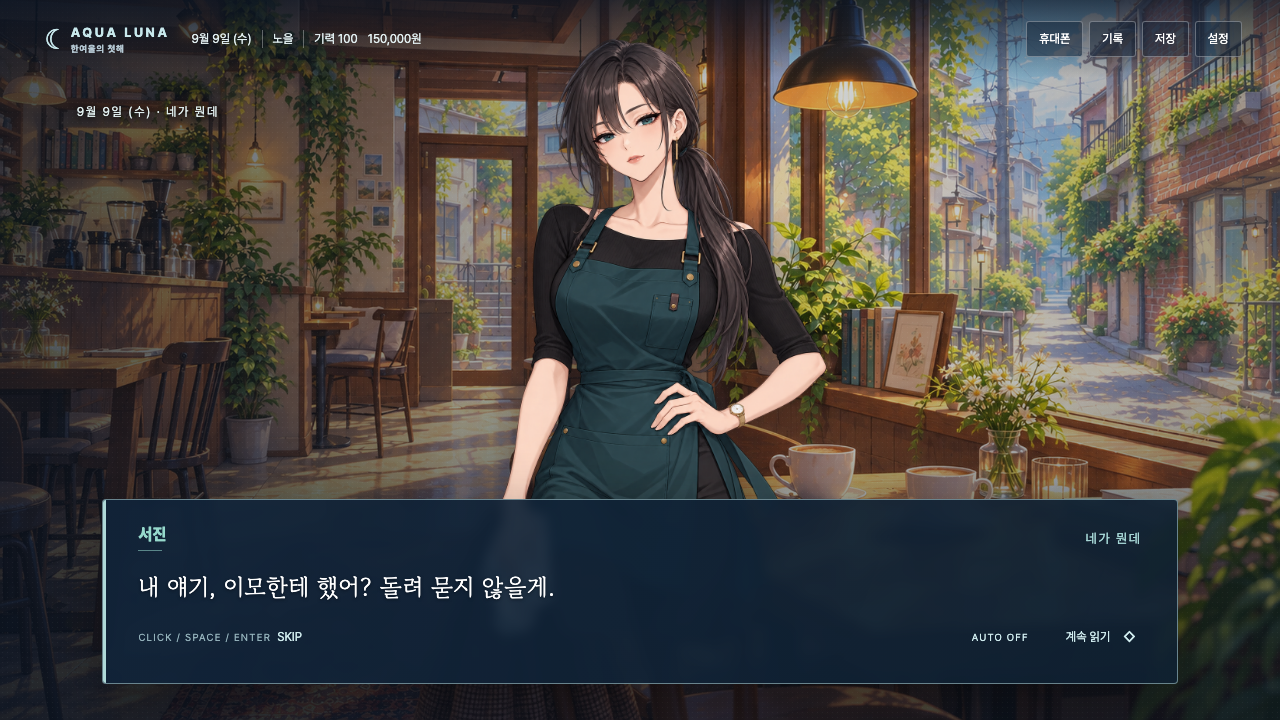 AQUA LUNA
한여울의 첫해
9월 9일 (수) 노을 기력 100 150,000원
휴대폰 기록 저장 설정
9월 9일 (수) · 네가 뭔데
서진
네가 뭔데
내 얘기, 이모한테 했어? 돌려 묻지 않을게.
CLICK / SPACE / ENTER SKIP
AUTO OFF 계속 읽기